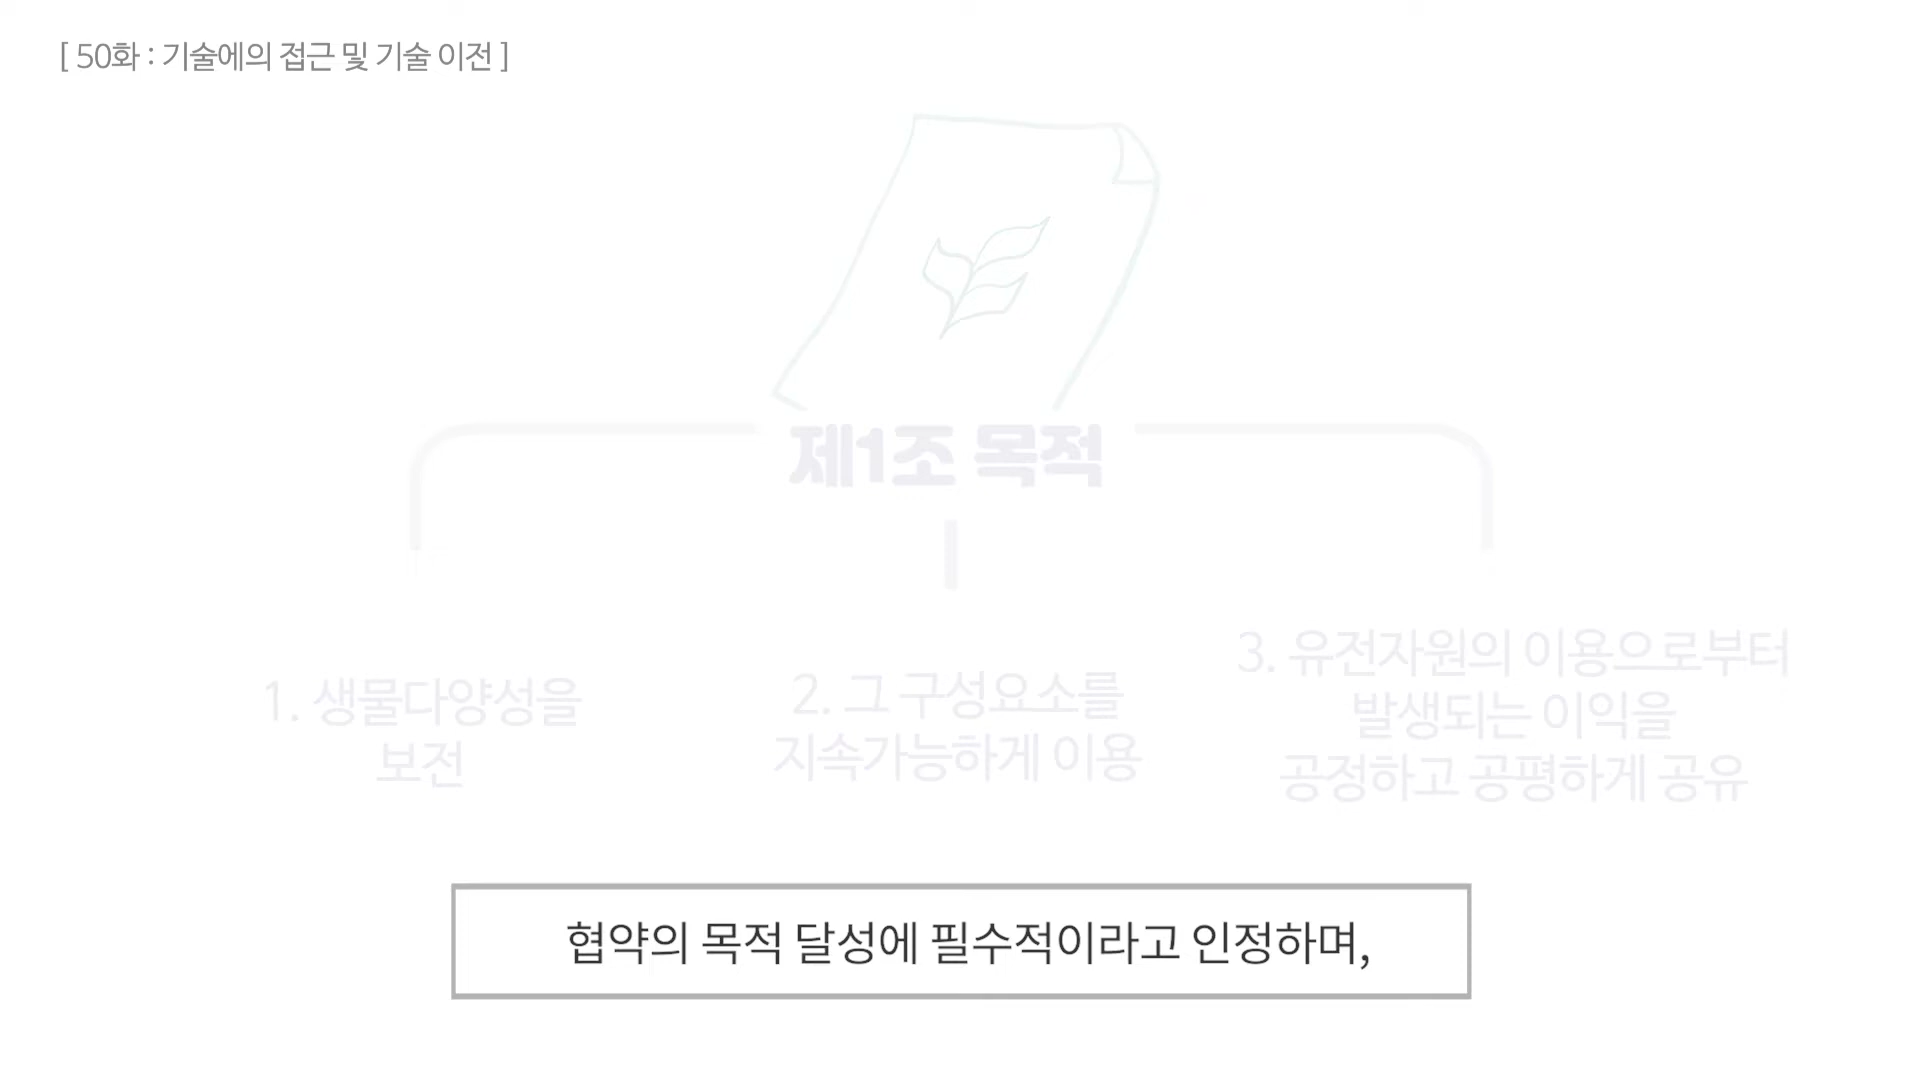 [ 50화 : 기술에의 접근 및 기술 이전 ]
제1조 목적
1. 생물다양성을
보전
2. 그 구성요소를
지속가능하게 이용
3. 유전자원의 이용으로부터
발생되는 이익을
공정하고 공평하게 공유
협약의 목적 달성에 필수적이라고 인정하며,